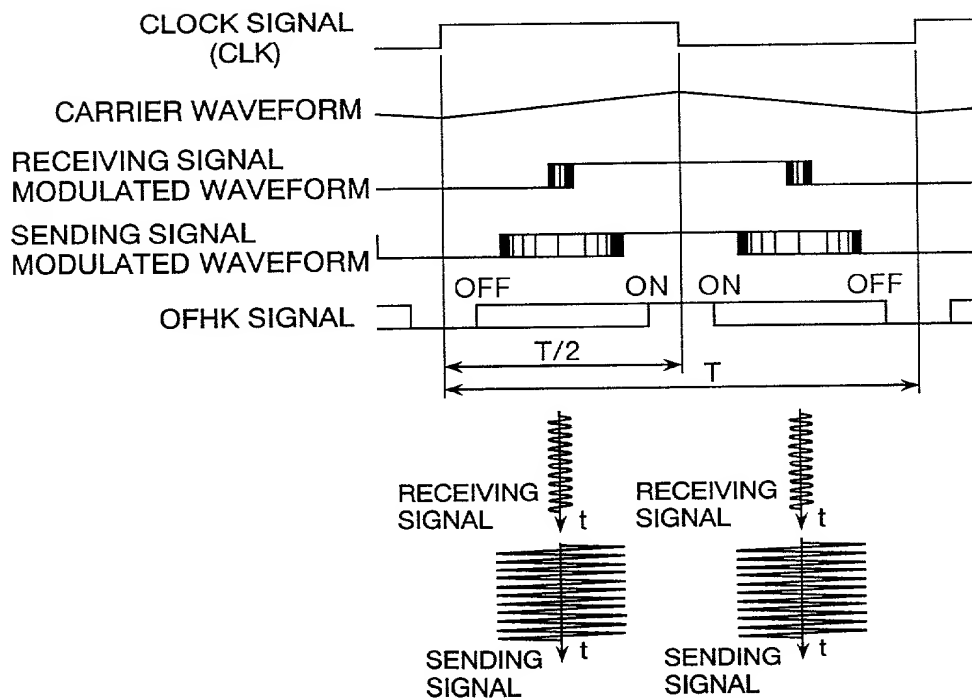 CLOCK SIGNAL
(CLK)
CARRIER WAVEFORM
RECEIVING SIGNAL
MODULATED WAVEFORM
SENDING SIGNAL
MODULATED WAVEFORM
OFF ON ON OFF
OFHK SIGNAL
T/2
T
RECEIVING
SIGNAL
t
RECEIVING
SIGNAL
t
SENDING
SIGNAL
t
SENDING
SIGNAL
t